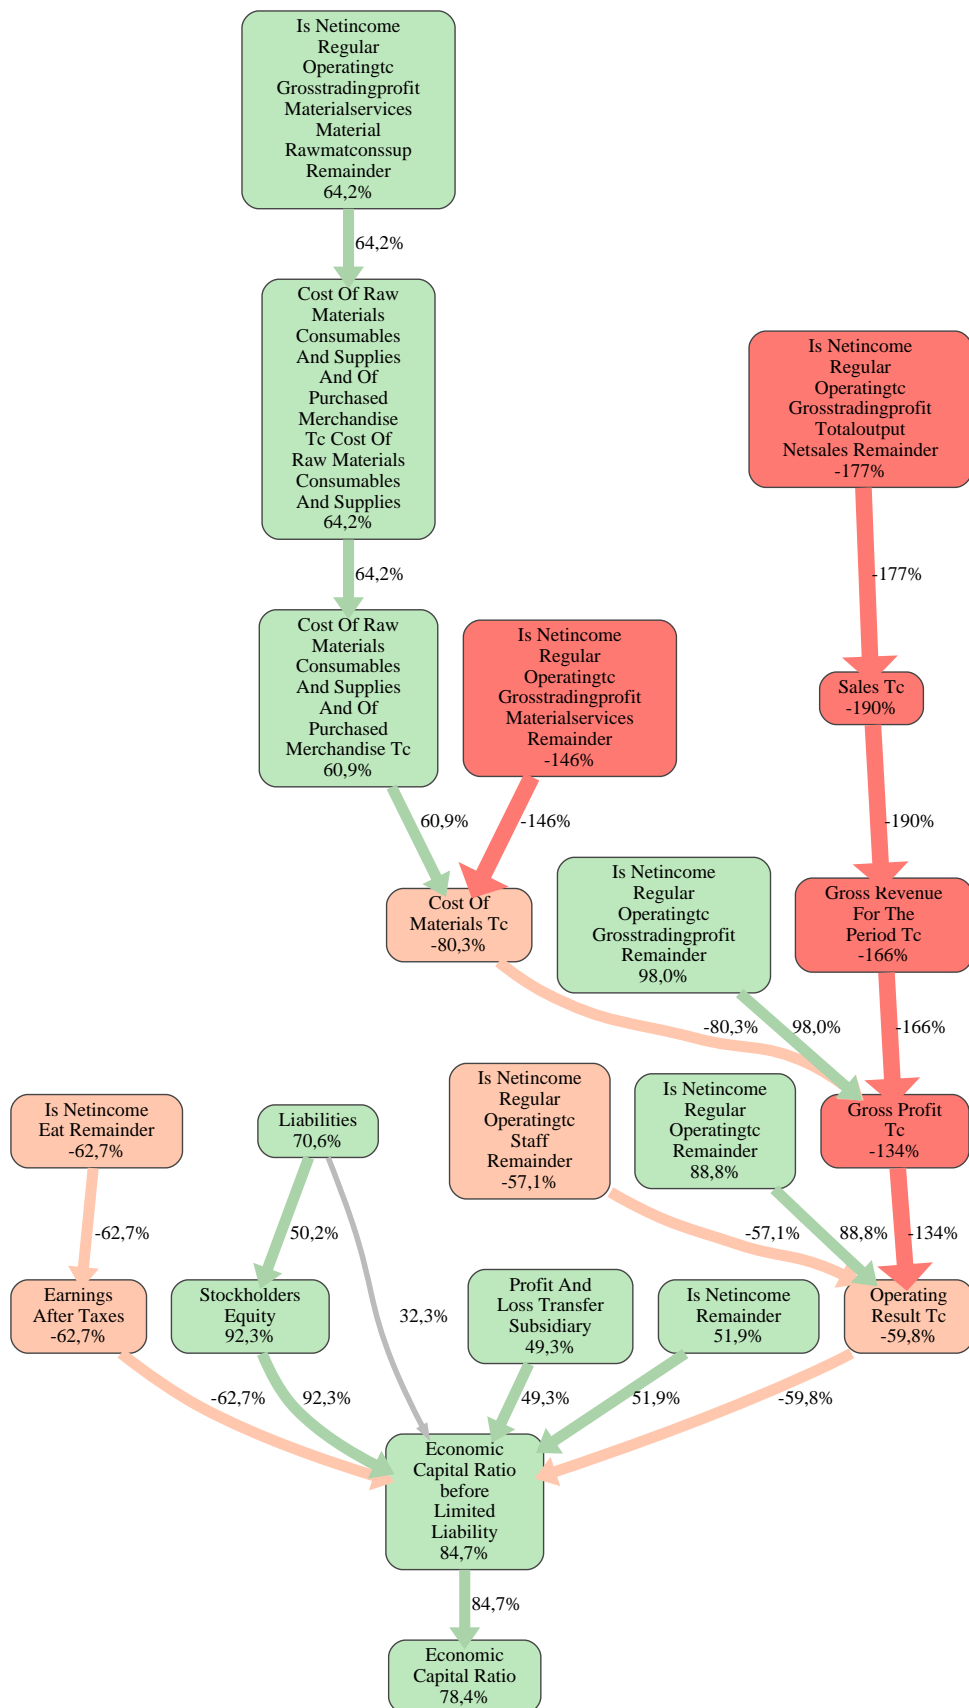 Is Netincome
Regular
Operatingtc
Grosstradingprofit
Materialservices
Material
Rawmatconssup
Remainder
64,2%
64,2%
Cost Of Raw
Materials
Consumables
And Supplies
And Of
Purchased
Merchandise
Tc Cost Of
Raw Materials
Consumables
And Supplies
64,2%
Is Netincome
Regular
Operatingtc
Grosstradingprofit
Totaloutput
Netsales Remainder
-177%
64,2%
-177%
Cost Of Raw
Materials
Consumables
And Supplies
And Of
Purchased
Merchandise Tc
60,9%
Is Netincome
Regular
Operatingtc
Grosstradingprofit
Materialservices
Remainder
-146%
Sales Tc
-190%
60,9%
-146%
-190%
Cost Of
Materials Tc
-80,3%
Is Netincome
Regular
Operatingtc
Grosstradingprofit
Remainder
98,0%
Gross Revenue
For The
Period Tc
-166%
-80,3%
98,0%
-166%
Is Netincome
Eat Remainder
-62,7%
Liabilities
70,6%
Is Netincome
Regular
Operatingtc
Staff
Remainder
-57,1%
Is Netincome
Regular
Operatingtc
Remainder
88,8%
Gross Profit
Tc
-134%
-62,7%
50,2%
-57,1%
88,8%
-134%
Earnings
After Taxes
-62,7%
Stockholders
Equity
92,3%
32,3%
Profit And
Loss Transfer
Subsidiary
49,3%
Is Netincome
Remainder
51,9%
Operating
Result Tc
-59,8%
-62,7%
92,3%
49,3%
51,9%
-59,8%
Economic
Capital Ratio
before
Limited
Liability
84,7%
84,7%
Economic
Capital Ratio
78,4%